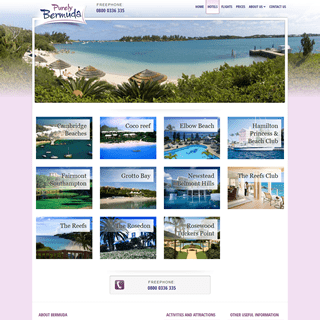 Purely
Bermuda
FREEPHONE
0800 0336 335
HOME HOTELS FLIGHTS PRICES ABOUT US CONTACT US
Cambridge
Beaches
Coco reef
Elbow Beach
Hamilton
Princess &
Beach Club
Fairmont
Southampton
Grotto Bay
Newstead
Belmont Hills
The Reefs Club
The Reefs
The Rosedon
Rosewood
Tuckers Point
FREEPHONE
0800 0336 335
ABOUT BERMUDA
ACTIVITIES AND ATTRACTIONS
OTHER USEFUL INFORMATION